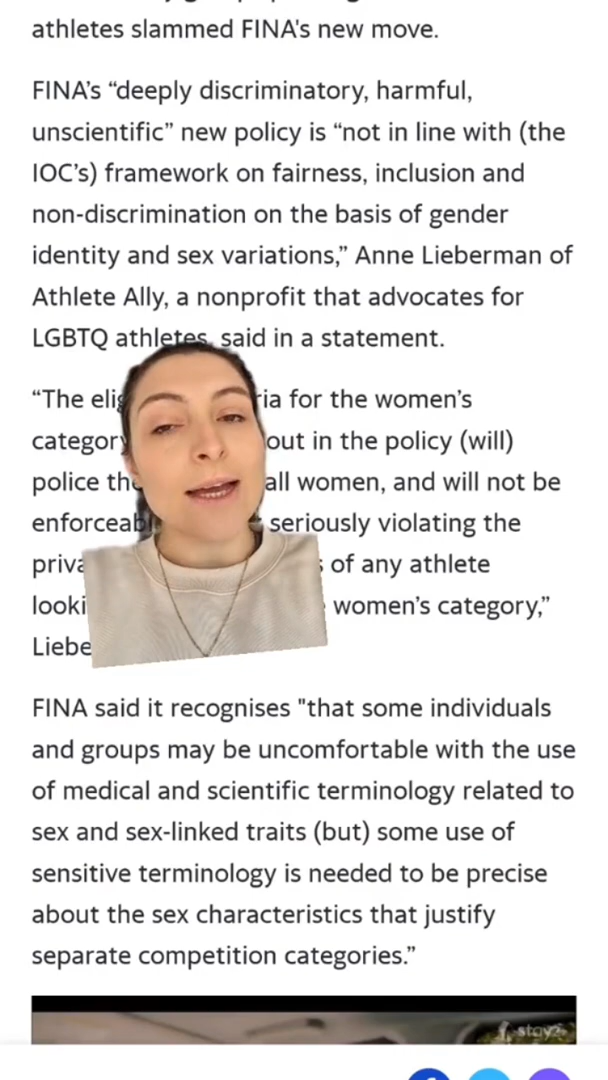 athletes slammed FINA's new move.
FINA’s “deeply discriminatory, harmful,
unscientific” new policy is “not in line with (the
IOC’s) framework on fairness, inclusion and
non-discrimination on the basis of gender
identity and sex variations,” Anne Lieberman of
Athlete Ally, a nonprofit that advocates for
LGBTQ athletes, said in a statement.
“The eli ria for the women’s
category out in the policy (will)
police th all women, and will not be
enforceabl seriously violating the
priva of any athlete
looki women’s category,”
Liebe
FINA said it recognises "that some individuals
and groups may be uncomfortable with the use
of medical and scientific terminology related to
sex and sex-linked traits (but) some use of
sensitive terminology is needed to be precise
about the sex characteristics that justify
separate competition categories.”